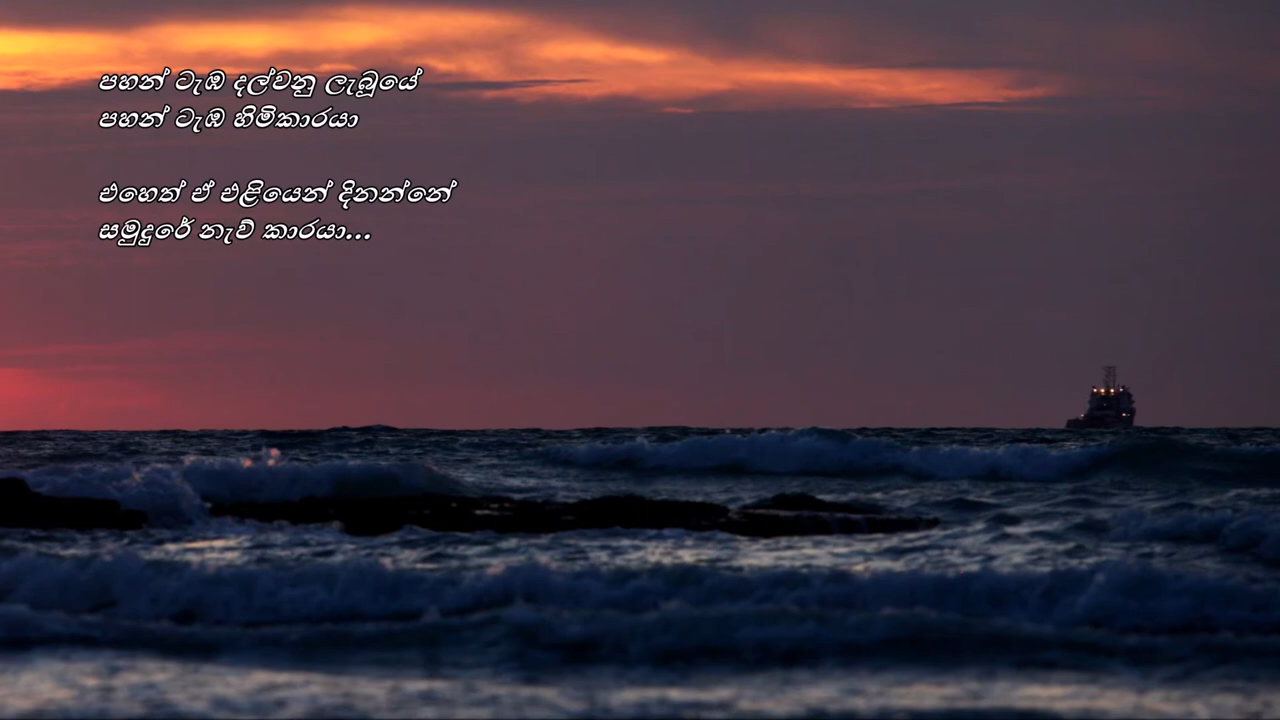 පහන් ටැඹ දල්වනු ලැබූයේ
පහන් ටැඹ හිමිකාරයා
එහෙත් ඒ එළියෙන් දිනන්නේ
සමුදුරේ නැව් කාරයා...